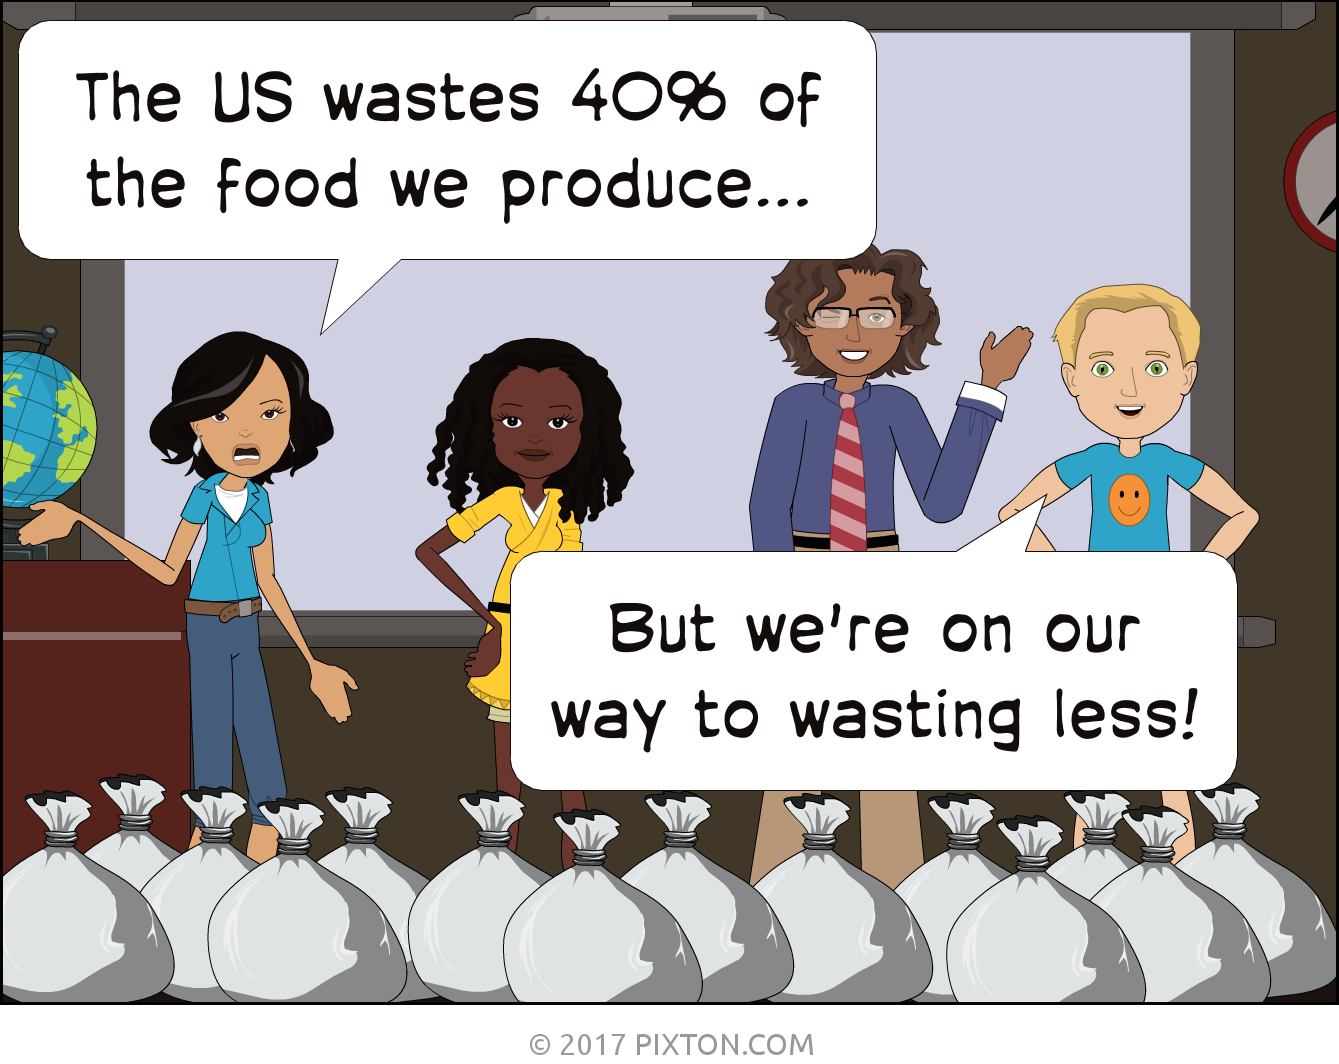 The US wastes 40% of
the food we produce...
But we're on our
way to wasting less!
© 2017 PIXTON.COM